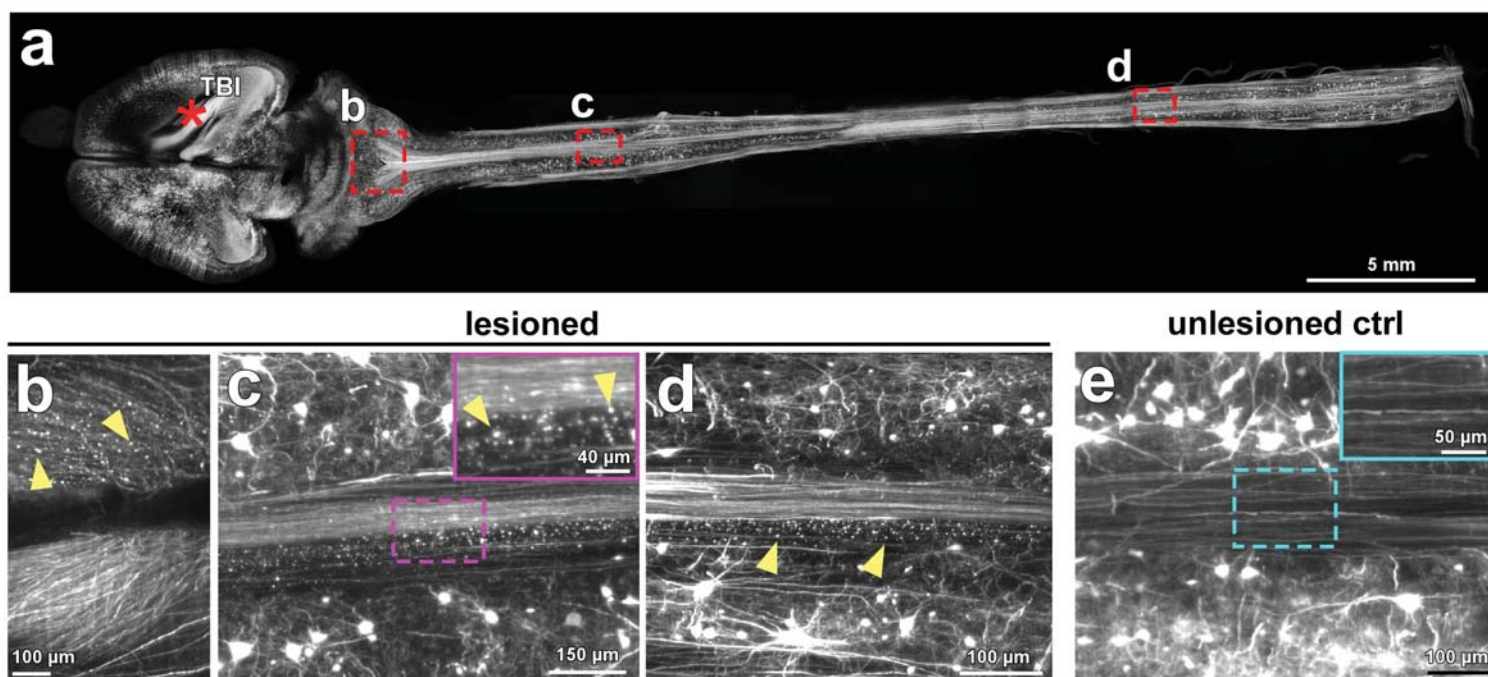 a
TBI
*
b
c
d
5 mm
lesioned
unlesioned ctrl
b
100 µm
c
40 µm
150 µm
d
100 µm
e
50 µm
100 µm